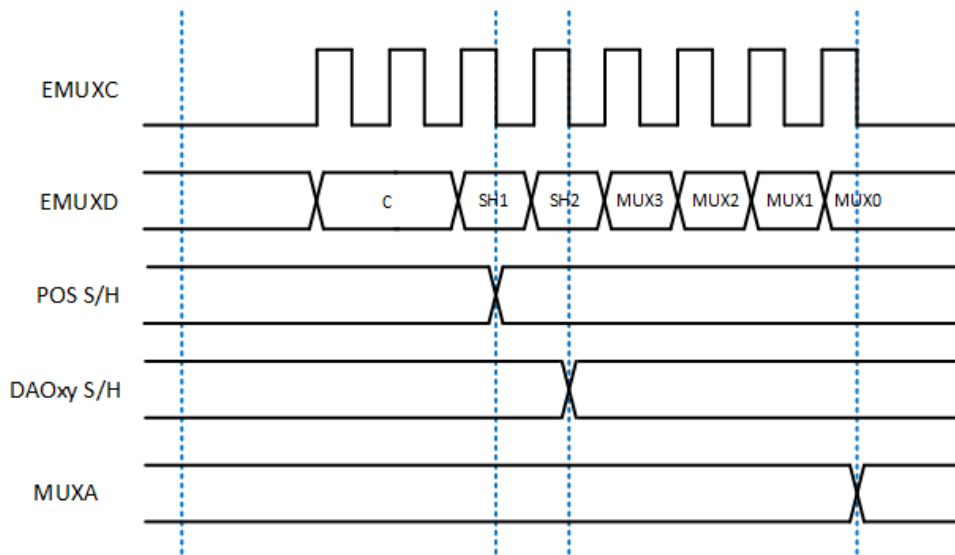 EMUXC
EMUXD C SH1 SH2 MUX3 MUX2 MUX1 MUX0
POS S/H
DAOxy S/H
MUXA